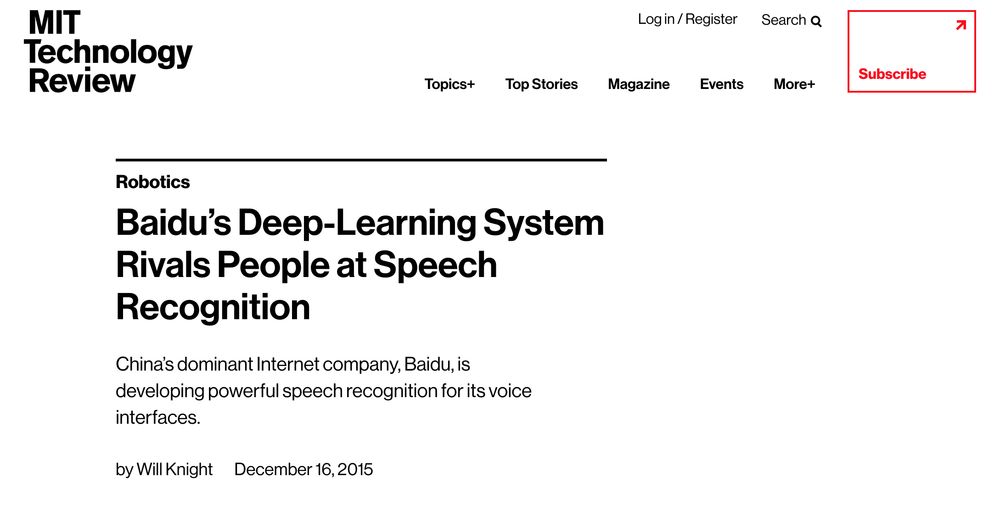 MIT
Technology
Review
Log in / Register
Search
Subscribe
Topics+
Top Stories
Magazine
Events
More+
Robotics
Baidu’s Deep-Learning System
Rivals People at Speech
Recognition
China’s dominant Internet company, Baidu, is
developing powerful speech recognition for its voice
interfaces.
by Will Knight
December 16, 2015